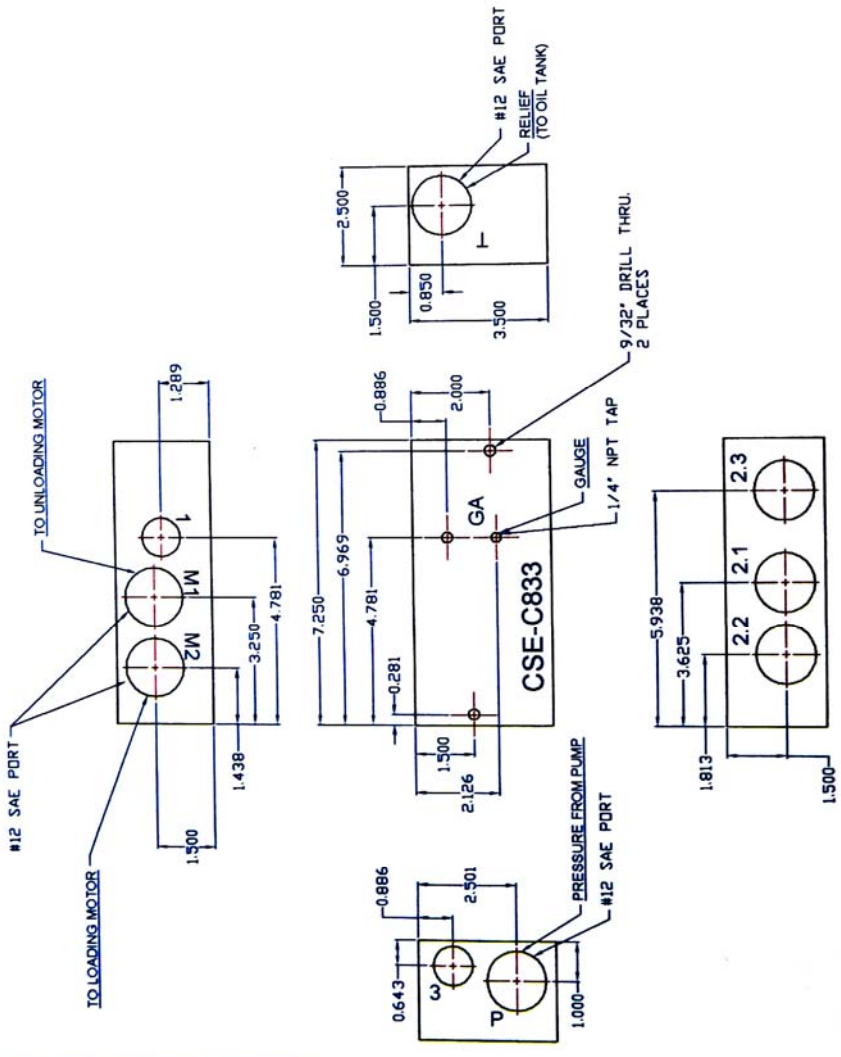 #12 SAE PORT
TO UNLOADING MOTOR
TO LOADING MOTOR
M2
M1
1
1.289
1.500
1.438
3.250
4.781
7.250
6.969
4.781
0.281
0.886
2.000
1.500
2.126
GA
CSE-C833
GAUGE
1/4" NPT TAP
9/32" DRILL THRU.
2 PLACES
0.643
0.886
2.501
3
P
1.000
PRESSURE FROM PUMP
#12 SAE PORT
2.500
1.500
0.850
3.500
T
#12 SAE PORT
RELIEF
(TO OIL TANK)
2.2
2.1
2.3
5.938
3.625
1.813
1.500